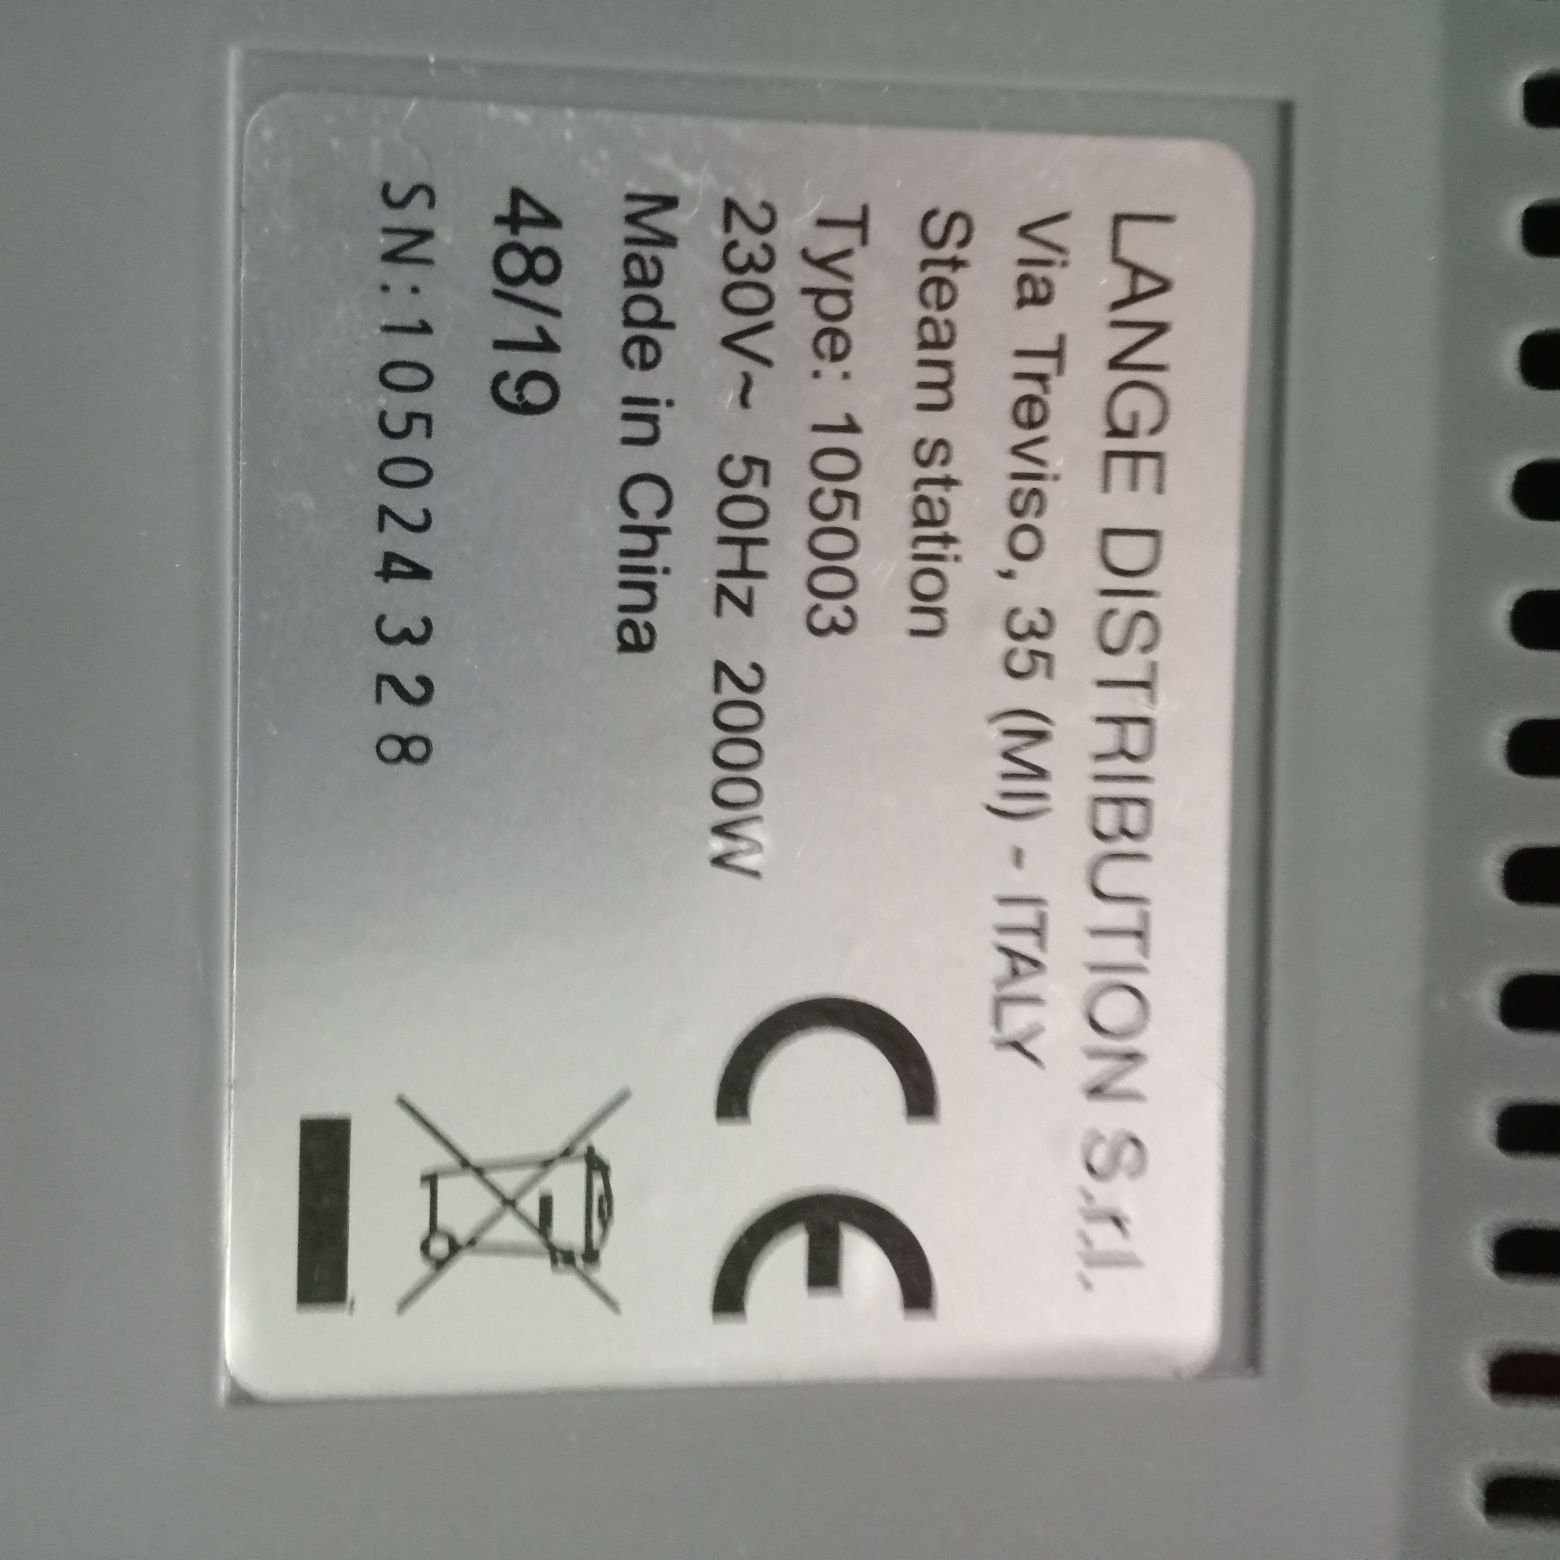 LANGE DISTRIBUTION S.r.l.
Via Treviso, 35 (MI) - ITALY
Steam station
Type: 105003
230V~ 50Hz 2000W
Made in China
48/19
SN:105024328
CE